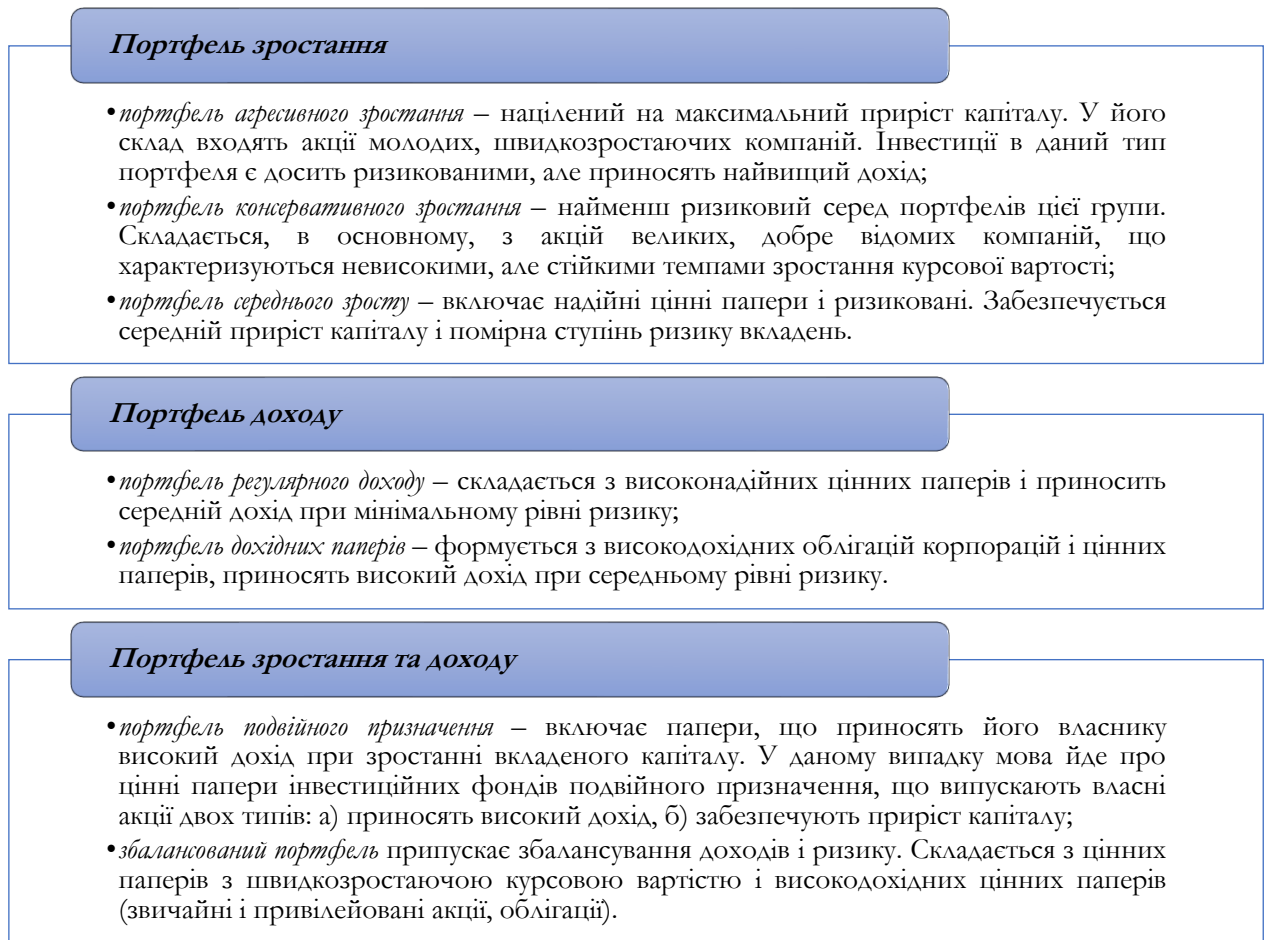 Портфель зростання
•портфель агресивного зростання – націлений на максимальний приріст капіталу. У його
склад входять акції молодих, швидкозростаючих компаній. Інвестиції в даний тип
портфеля є досить ризикованими, але приносять найвищий дохід;
•портфель консервативного зростання – найменш ризиковий серед портфелів цієї групи.
Складається, в основному, з акцій великих, добре відомих компаній, що
характеризуються невисокими, але стійкими темпами зростання курсової вартості;
•портфель середнього зросту – включає надійні цінні папери і ризиковані. Забезпечується
середній приріст капіталу і помірна ступінь ризику вкладень.
Портфель доходу
•портфель регулярного доходу – складається з високонадійних цінних паперів і приносить
середній дохід при мінімальному рівні ризику;
•портфель дохідних паперів – формується з високодохідних облігацій корпорацій і цінних
паперів, приносять високий дохід при середньому рівні ризику.
Портфель зростання та доходу
•портфель подвійного призначення – включає папери, що приносять його власнику
високий дохід при зростанні вкладеного капіталу. У даному випадку мова йде про
цінні папери інвестиційних фондів подвійного призначення, що випускають власні
акції двох типів: а) приносять високий дохід, б) забезпечують приріст капіталу;
•збалансований портфель припускає збалансування доходів і ризику. Складається з цінних
паперів з швидкозростаючою курсовою вартістю і високодохідних цінних паперів
(звичайні і привілейовані акції, облігації).